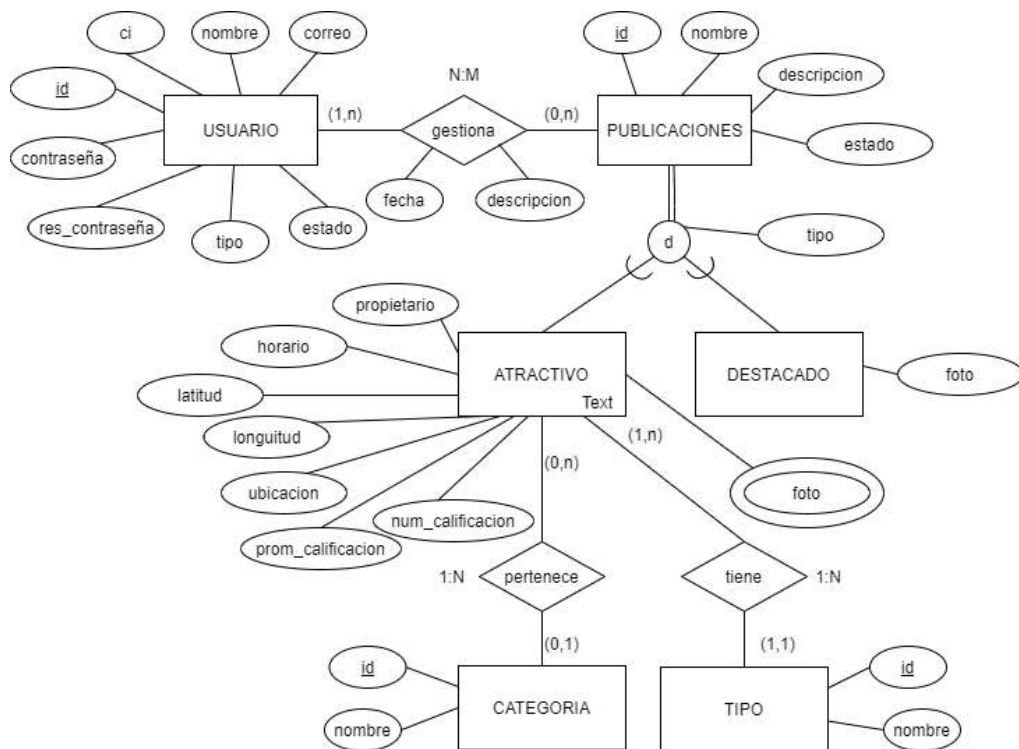 ci
nombre
correo
id
nombre
N:M
descripcion
id
USUARIO
(1,n)
gestiona
(0,n)
PUBLICACIONES
contraseña
estado
fecha
descripcion
res_contraseña
tipo
estado
d
tipo
propietario
horario
ATRACTIVO
Text
DESTACADO
foto
latitud
longuitud
(1,n)
(0,n)
ubicacion
foto
num_calificacion
prom_calificacion
1:N
pertenece
tiene
1:N
(0,1)
(1,1)
id
id
CATEGORIA
TIPO
nombre
nombre